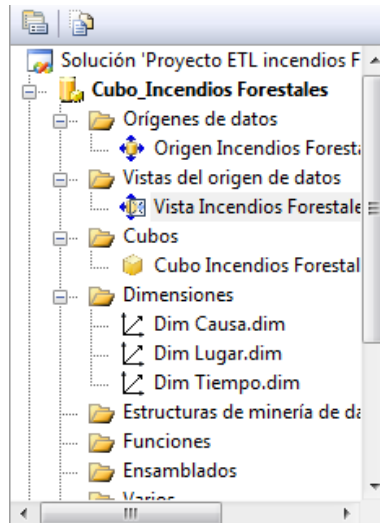 Solución 'Proyecto ETL incendios F
Cubo_Incendios Forestales
Orígenes de datos
Origen Incendios Foresta
Vistas del origen de datos
Vista Incendios Forestale
Cubos
Cubo Incendios Forestal
Dimensiones
Dim Causa.dim
Dim Lugar.dim
Dim Tiempo.dim
Estructuras de minería de da
Funciones
Ensamblados
Varios